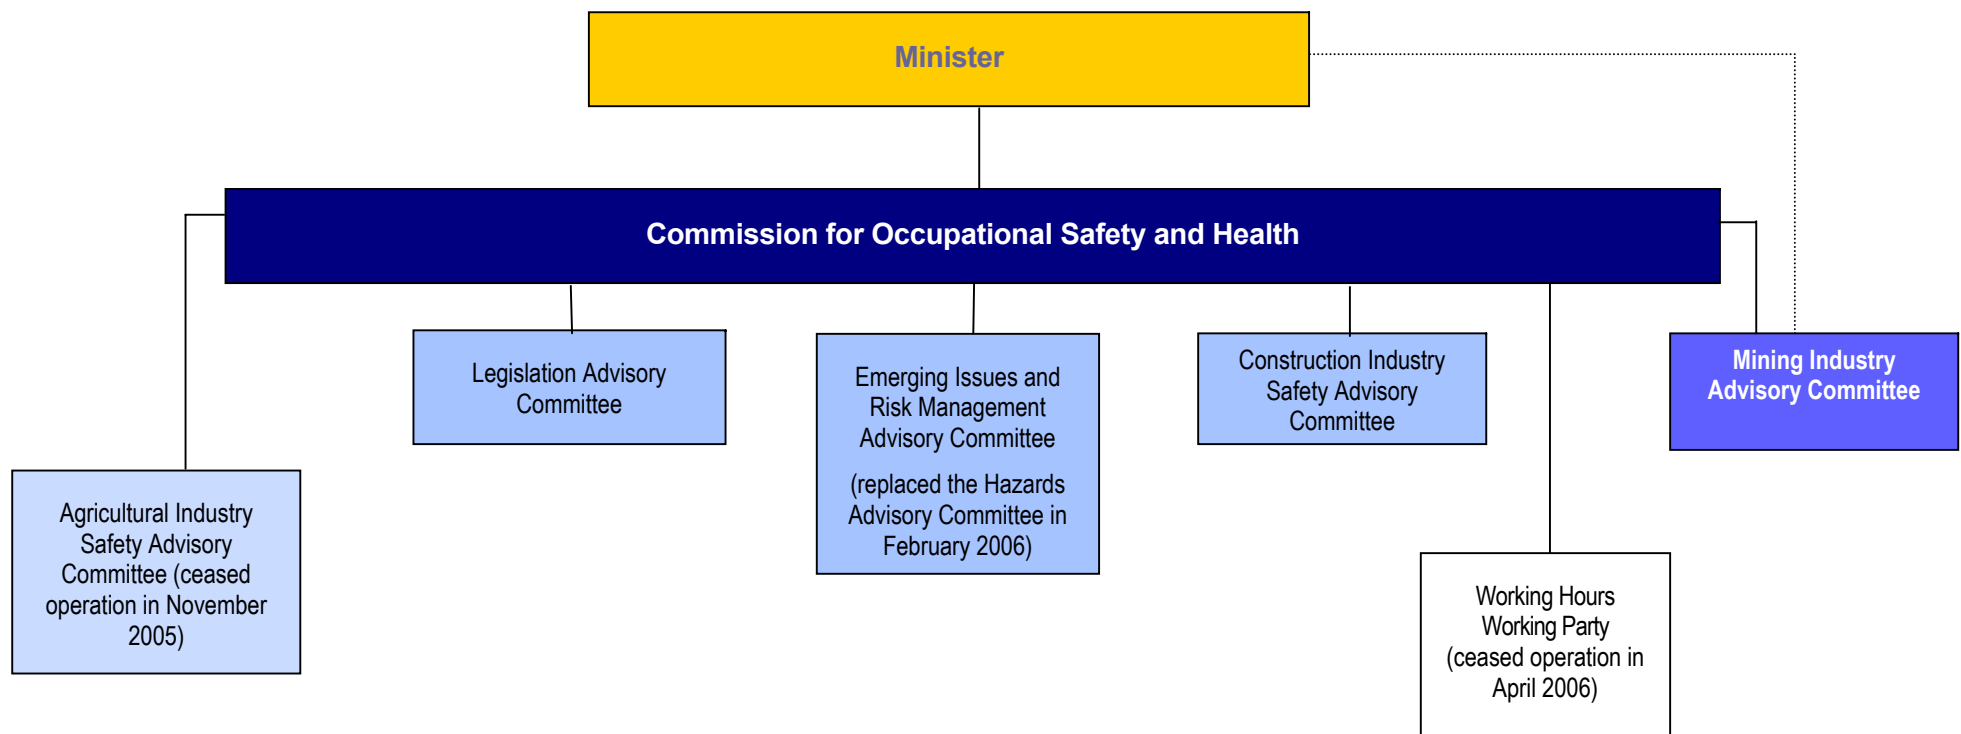 Minister
Commission for Occupational Safety and Health
Legislation Advisory
Committee
Emerging Issues and
Risk Management
Advisory Committee
(replaced the Hazards
Advisory Committee in
February 2006)
Construction Industry
Safety Advisory
Committee
Mining Industry
Advisory Committee
Agricultural Industry
Safety Advisory
Committee (ceased
operation in November
2005)
Working Hours
Working Party
(ceased operation in
April 2006)